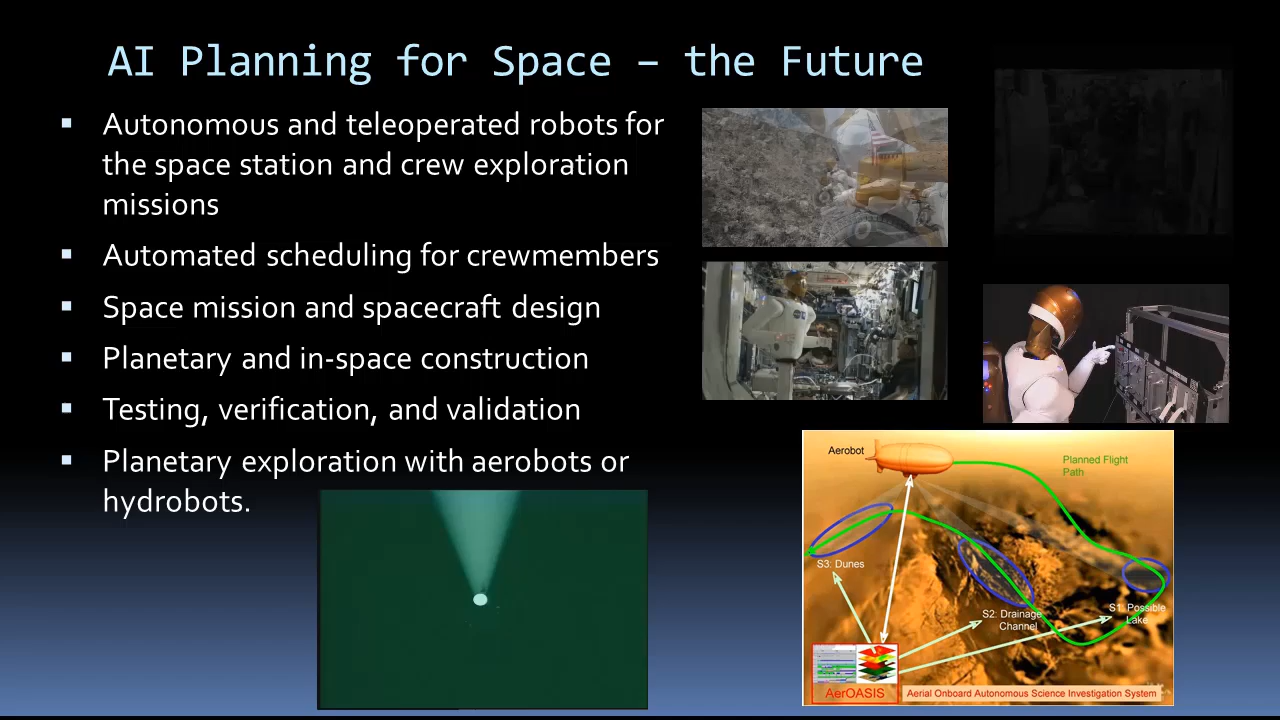 AI Planning for Space – the Future
▪ Autonomous and teleoperated robots for
the space station and crew exploration
missions
▪ Automated scheduling for crewmembers
▪ Space mission and spacecraft design
▪ Planetary and in-space construction
▪ Testing, verification, and validation
▪ Planetary exploration with aerobots or
hydrobots.
Aerobot
Planned Flight
Path
S3: Dunes
S2: Drainage
Channel
S1: Possible
Lake
AerOASIS
Aerial Onboard Autonomous Science Investigation System